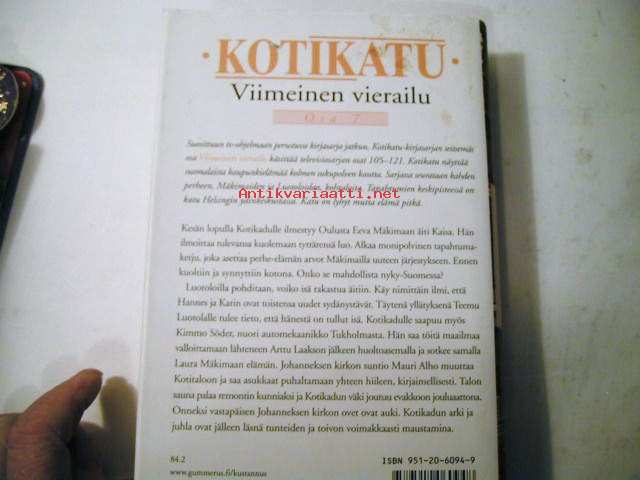 · KOTIKATU ·
Viimeinen vierailu
Osa 7
Suosittuun tv-ohjelmaan perustuva kirjasarja jatkuu. Kotikatu-kirjasarjan seitsemäs
osa Viimeinen vierailu käsittää televisiosarjan osat 105–121. Kotikatu näyttää
suomalaista kaupunkielämää kolmen sukupolven kautta. Sarjassa seurataan kahden
perheen, Mäkimaiden ja Luotoloiden, kohtaloita. Tapahtumien keskipisteessä on
Antikvariaatti.net
katu Helsingin ydinkeskustassa. Katu on lyhyt mutta elämä pitkä.
Kesän lopulla Kotikadulle ilmestyy Oulusta Eeva Mäkimaan äiti Kaisa. Hän
ilmoittaa tulevansa kuolemaan tyttärensä luo. Alkaa monipolvinen tapahtuma-
ketju, joka asettaa perhe-elämän arvot Mäkimailla uuteen järjestykseen. Ennen
kuoltiin ja synnyttiin kotona. Onko se mahdollista nyky-Suomessa?
Luotoloilla pohditaan, voiko isä rakastua äitiin. Käy nimittäin ilmi, että
Hannes ja Karin ovat toistensa uudet sydänystävät. Täytenä yllätyksenä Teemu
Luotolalle tulee tieto, että hänestä on tullut isä. Kotikadulle saapuu myös
Kimmo Söder, nuori automekaanikko Tukholmasta. Hän saa töitä maailmaa
valloittamaan lähteneen Arttu Laakson jälkeen huoltoasemalla ja sotkee samalla
Laura Mäkimaan elämän. Johanneksen kirkon suntio Mauri Alho muuttaa
Kotitaloon ja saa asukkaat puhaltamaan yhteen hiileen, kirjaimellisesti. Talon
sauna palaa remontin kunniaksi ja Kotikadun väki joutuu evakkoon jouluaattona.
Onneksi vastapäisen Johanneksen kirkon ovet ovat auki. Kotikadun arki ja
juhla ovat jälleen läsnä tunteiden ja toivon voimakkaasti maustamina.
84.2
ISBN 951-20-6094-9
www.gummerus.fi/kustannus